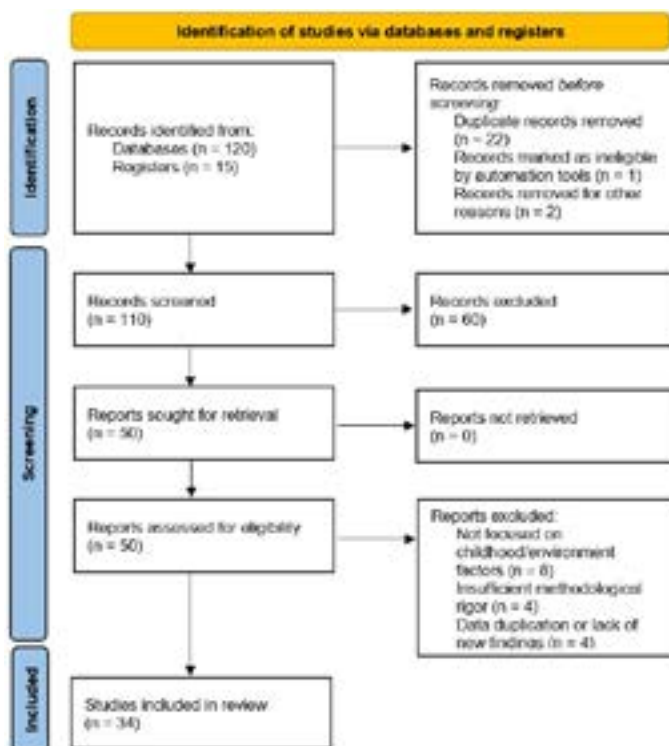 Identification of studies via databases and registers
Identification
Records identified from:
Databases (n = 120)
Registers (n = 15)
Records removed before
screening:
Duplicate records removed
(n = 22)
Records marked as ineligible
by automation tools (n = 1)
Records removed for other
reasons (n = 2)
Screening
Records screened
(n = 110)
Records excluded
(n = 60)
Reports sought for retrieval
(n = 50)
Reports not retrieved
(n = 0)
Reports assessed for eligibility
(n = 50)
Reports excluded:
Not focused on
childhood/environment
factors (n = 8)
Insufficient methodological
rigor (n = 4)
Data duplication or lack of
new findings (n = 4)
Included
Studies included in review
(n = 34)